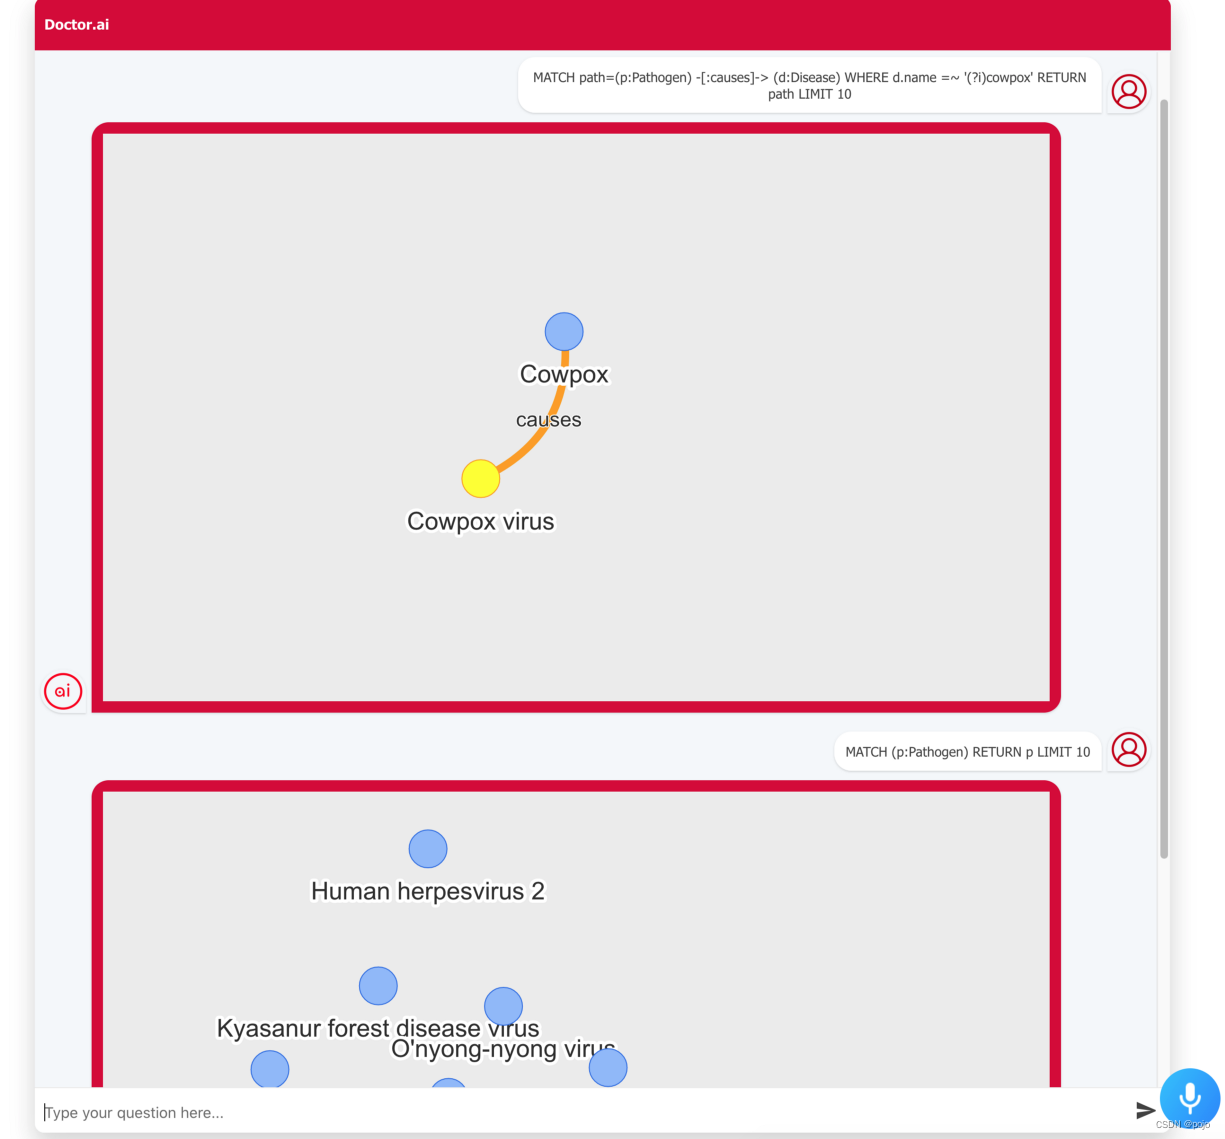 Doctor.ai
MATCH path=(p:Pathogen) -[:causes]-> (d:Disease) WHERE d.name =~ '(?i)cowpox' RETURN
path LIMIT 10
Cowpox
causes
Cowpox virus
ai
MATCH (p:Pathogen) RETURN p LIMIT 10
Human herpesvirus 2
Kyasanur forest disease virus
O'nyong-nyong virus
Type your question here...
CSDN